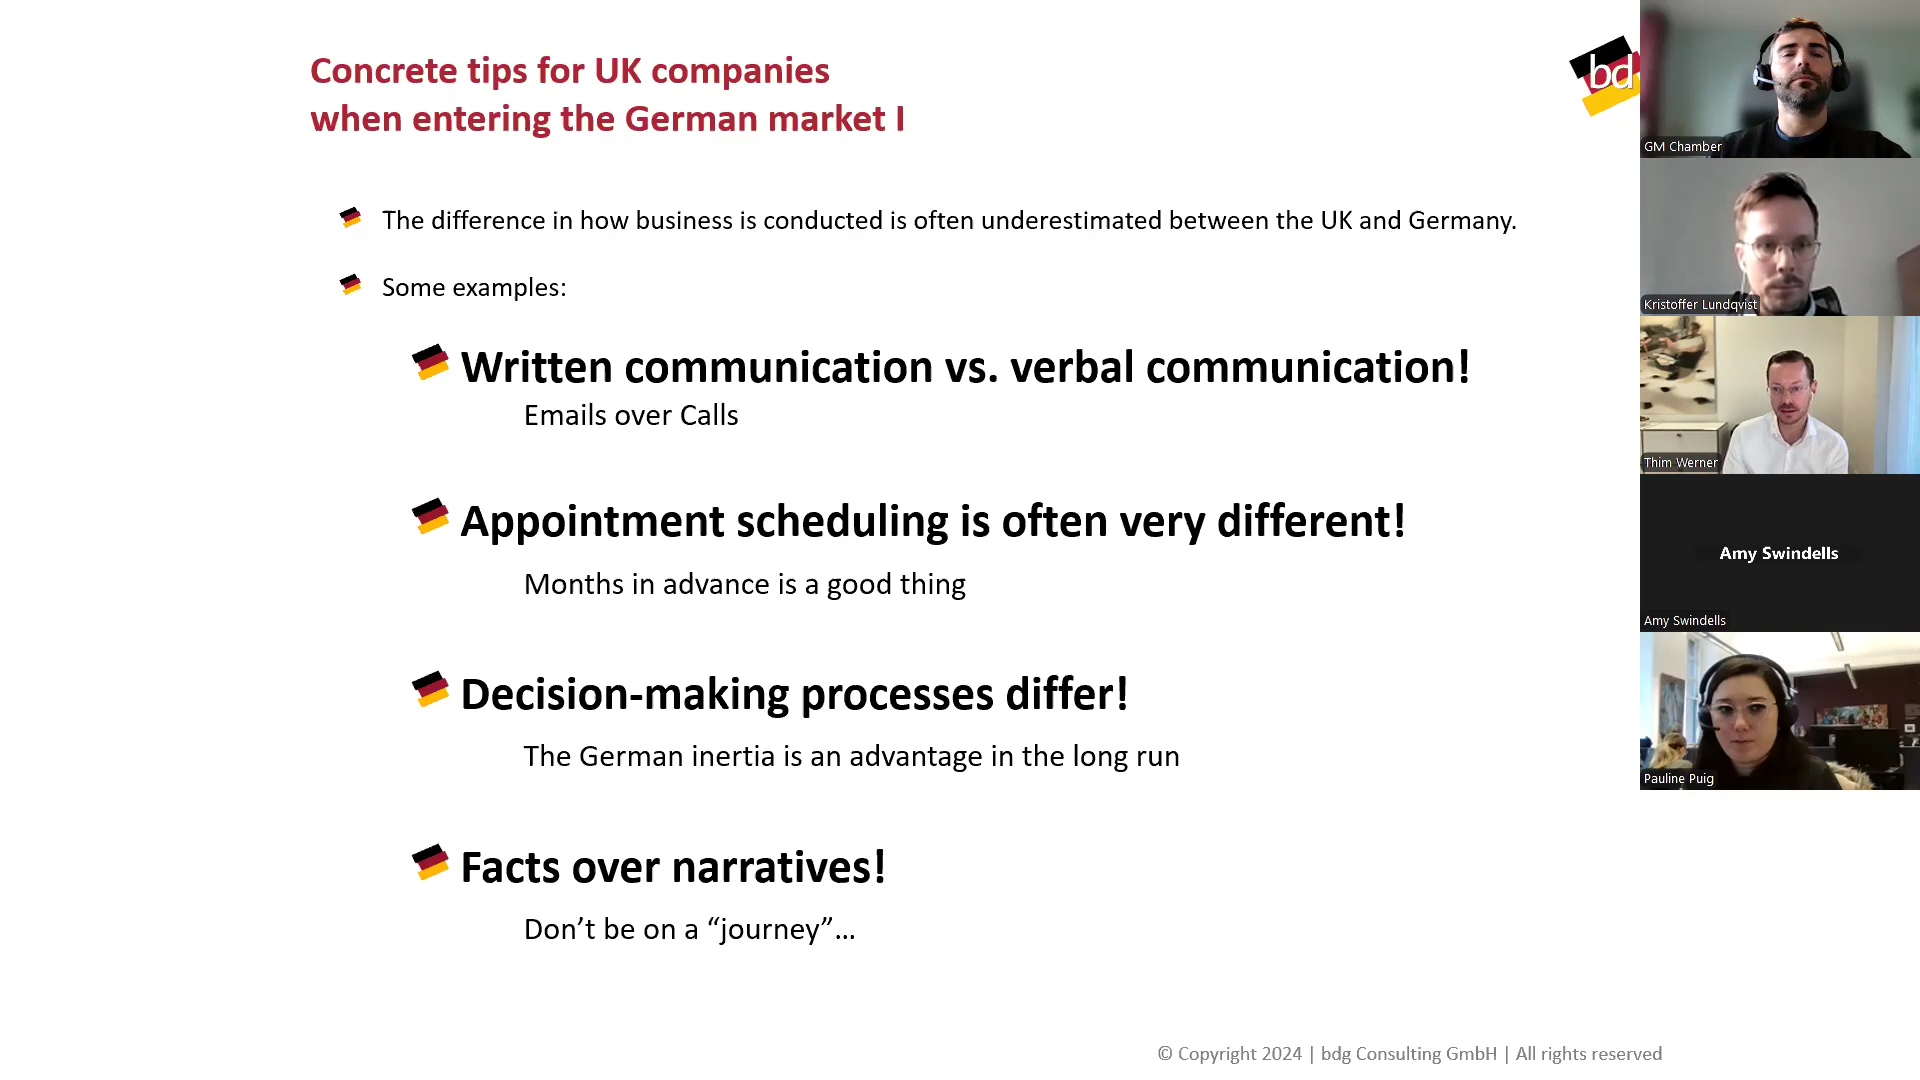 Concrete tips for UK companies
when entering the German market I
bd
The difference in how business is conducted is often underestimated between the UK and Germany.
Some examples:
Written communication vs. verbal communication!
Emails over Calls
Appointment scheduling is often very different!
Months in advance is a good thing
Decision-making processes differ!
The German inertia is an advantage in the long run
Facts over narratives!
Don’t be on a “journey”…
© Copyright 2024 | bdg Consulting GmbH | All rights reserved
GM Chamber
Kristoffer Lundqvist
Thim Werner
Amy Swindells
Amy Swindells
Pauline Puig